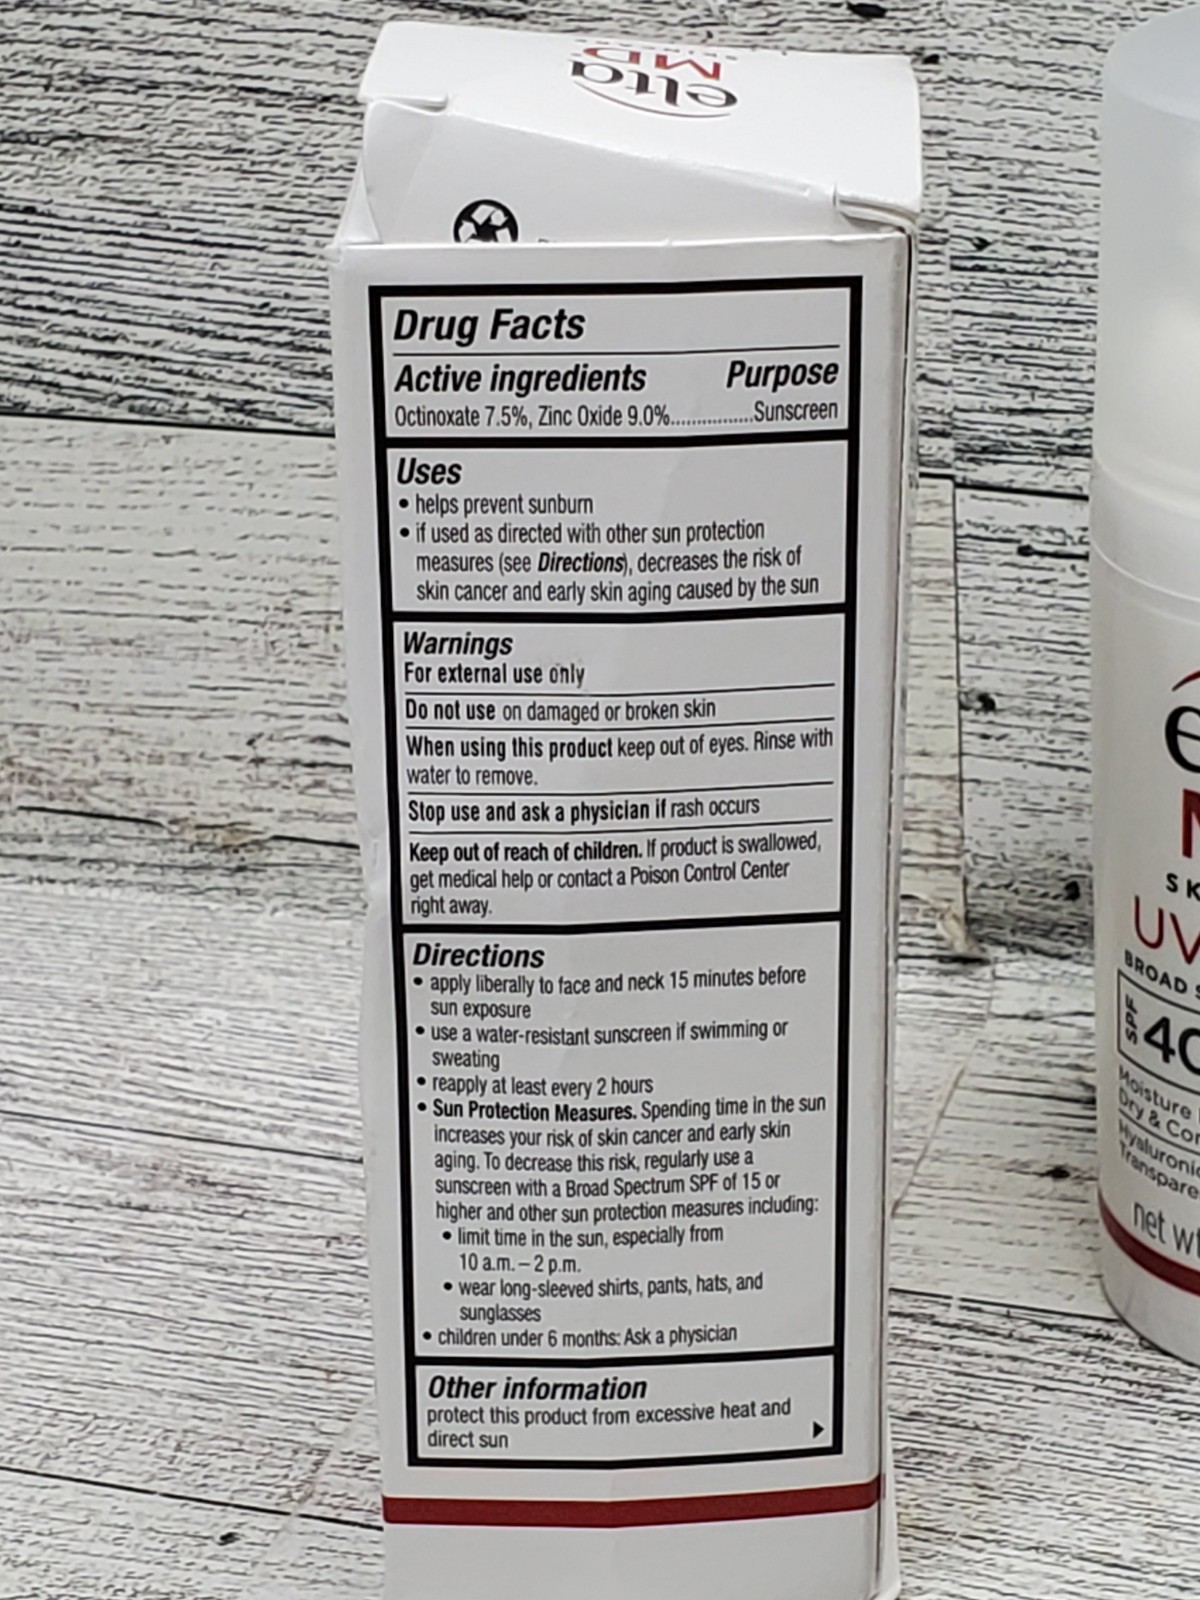 elta
MD
Drug Facts
Active ingredients Purpose
Octinoxate 7.5%, Zinc Oxide 9.0%................Sunscreen
Uses
• helps prevent sunburn
• if used as directed with other sun protection
measures (see Directions), decreases the risk of
skin cancer and early skin aging caused by the sun
Warnings
For external use only
Do not use on damaged or broken skin
When using this product keep out of eyes. Rinse with
water to remove.
Stop use and ask a physician if rash occurs
Keep out of reach of children. If product is swallowed,
get medical help or contact a Poison Control Center
right away.
Directions
• apply liberally to face and neck 15 minutes before
sun exposure
• use a water-resistant sunscreen if swimming or
sweating
• reapply at least every 2 hours
• Sun Protection Measures. Spending time in the sun
increases your risk of skin cancer and early skin
aging. To decrease this risk, regularly use a
sunscreen with a Broad Spectrum SPF of 15 or
higher and other sun protection measures including:
• limit time in the sun, especially from
10 a.m. – 2 p.m.
• wear long-sleeved shirts, pants, hats, and
sunglasses
• children under 6 months: Ask a physician
Other information
protect this product from excessive heat and
direct sun
UV
BROAD
SPF 40
Moisture
Dry &
net